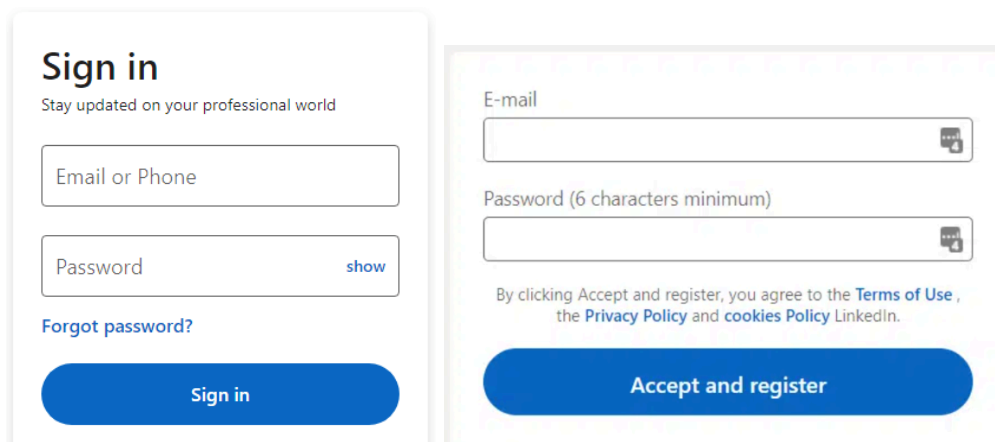 Sign in
Stay updated on your professional world
Email or Phone
Password
show
Forgot password?
Sign in
E-mail
4
Password (6 characters minimum)
4
By clicking Accept and register, you agree to the Terms of Use ,
the Privacy Policy and cookies Policy LinkedIn.
Accept and register